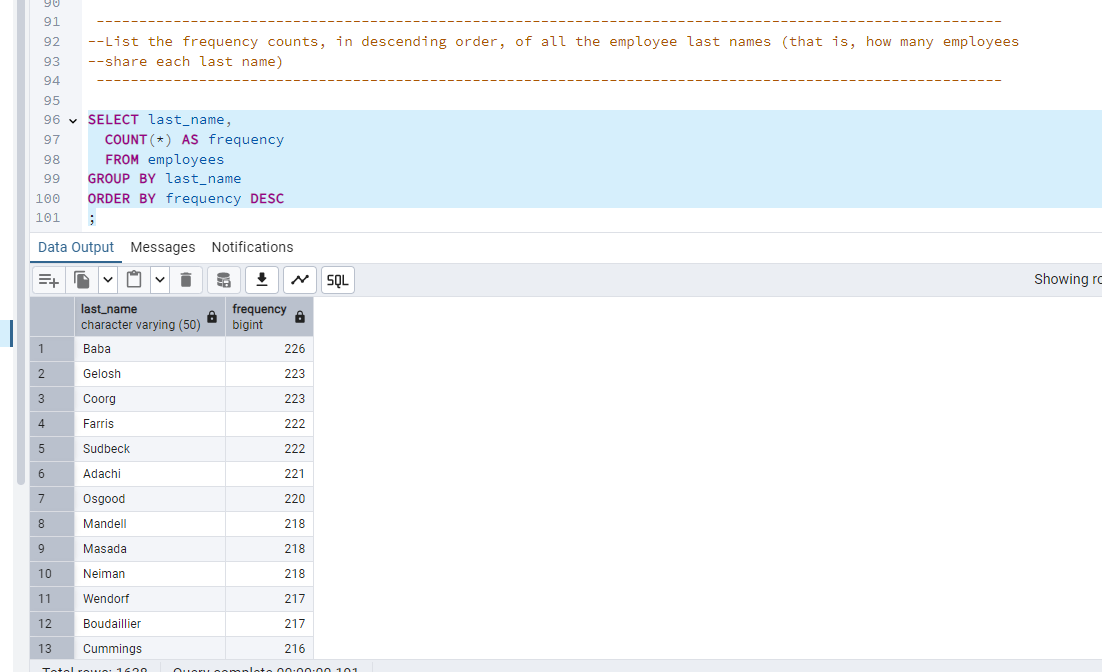 90
91 ------------------------------------------------------------------------------------------------------------
92 --List the frequency counts, in descending order, of all the employee last names (that is, how many employees
93 --share each last name)
94 ------------------------------------------------------------------------------------------------------------
95
96 SELECT last_name,
97 COUNT(*) AS frequency
98 FROM employees
99 GROUP BY last_name
100 ORDER BY frequency DESC
101 ;
Data Output Messages Notifications
SQL Showing ro
last_name frequency
character varying (50) bigint
1 Baba 226
2 Gelosh 223
3 Coorg 223
4 Farris 222
5 Sudbeck 222
6 Adachi 221
7 Osgood 220
8 Mandell 218
9 Masada 218
10 Neiman 218
11 Wendorf 217
12 Boudaillier 217
13 Cummings 216
Total rows: 1638 Query complete 00:00:00.101